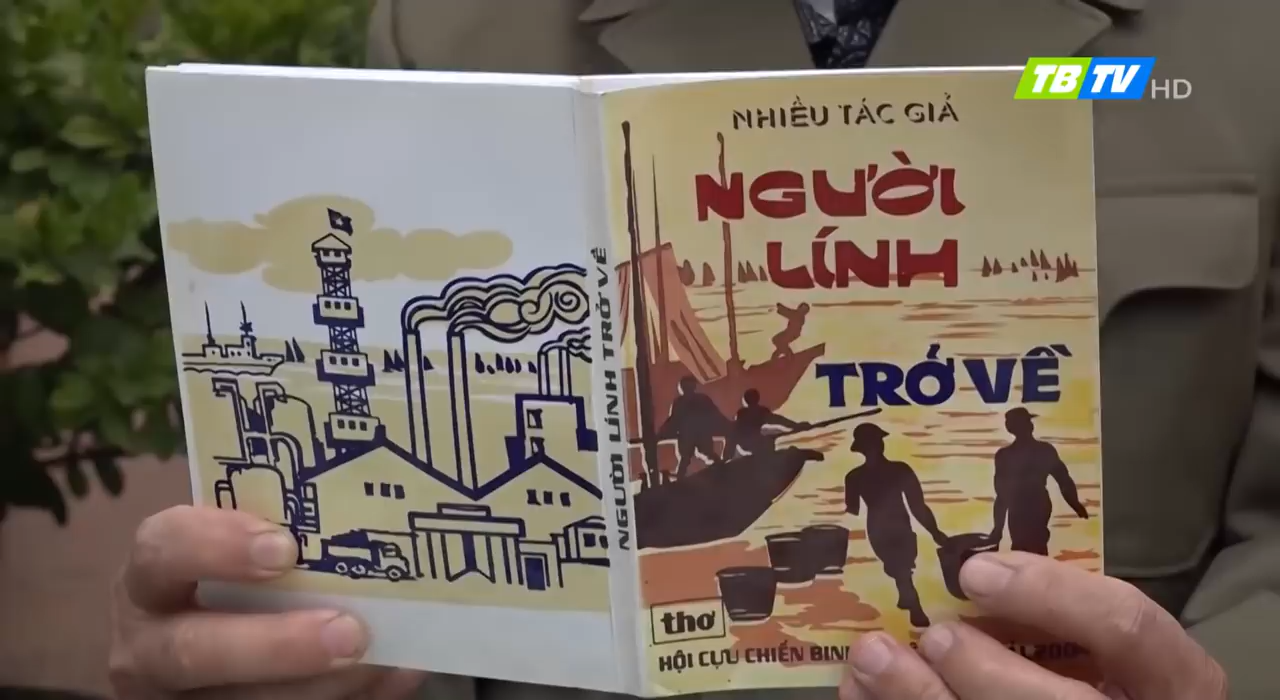 TBTV HD
NHIỀU TÁC GIẢ
NGƯỜI
LÍNH
TRỞ VỀ
thơ
HỘI CỰU CHIẾN BINH
NGƯỜI LÍNH TRỞ VỀ